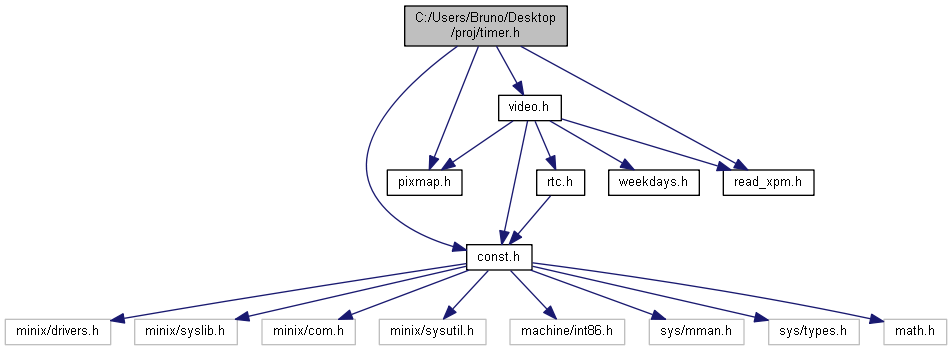 C:/Users/Bruno/Desktop
/proj/timer.h
video.h
pixmap.h
rtc.h
weekdays.h
read_xpm.h
const.h
minix/drivers.h
minix/syslib.h
minix/com.h
minix/sysutil.h
machine/int86.h
sys/mman.h
sys/types.h
math.h